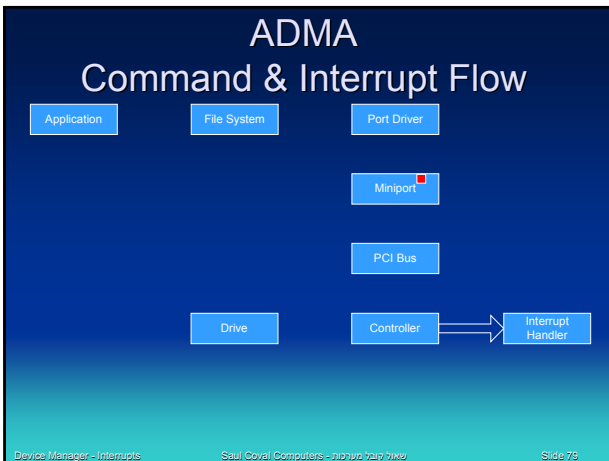 ADMA
Command & Interrupt Flow
Application
File System
Port Driver
Miniport
PCI Bus
Drive
Controller
Interrupt
Handler
Device Manager - Interrupts
Saul Coval Computers - שאול קובל מערכות
Slide 79